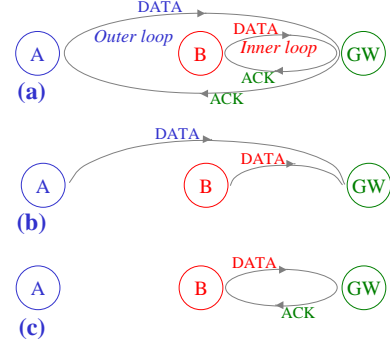 DATA
Outer loop
DATA
A
B
Inner loop
GW
ACK
ACK
(a)
DATA
DATA
A
B
GW
(b)
DATA
A
B
GW
ACK
(c)